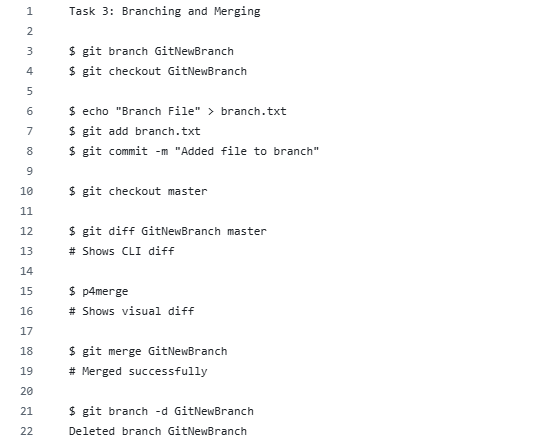 1 Task 3: Branching and Merging
2
3 $ git branch GitNewBranch
4 $ git checkout GitNewBranch
5
6 $ echo "Branch File" > branch.txt
7 $ git add branch.txt
8 $ git commit -m "Added file to branch"
9
10 $ git checkout master
11
12 $ git diff GitNewBranch master
13 # Shows CLI diff
14
15 $ p4merge
16 # Shows visual diff
17
18 $ git merge GitNewBranch
19 # Merged successfully
20
21 $ git branch -d GitNewBranch
22 Deleted branch GitNewBranch